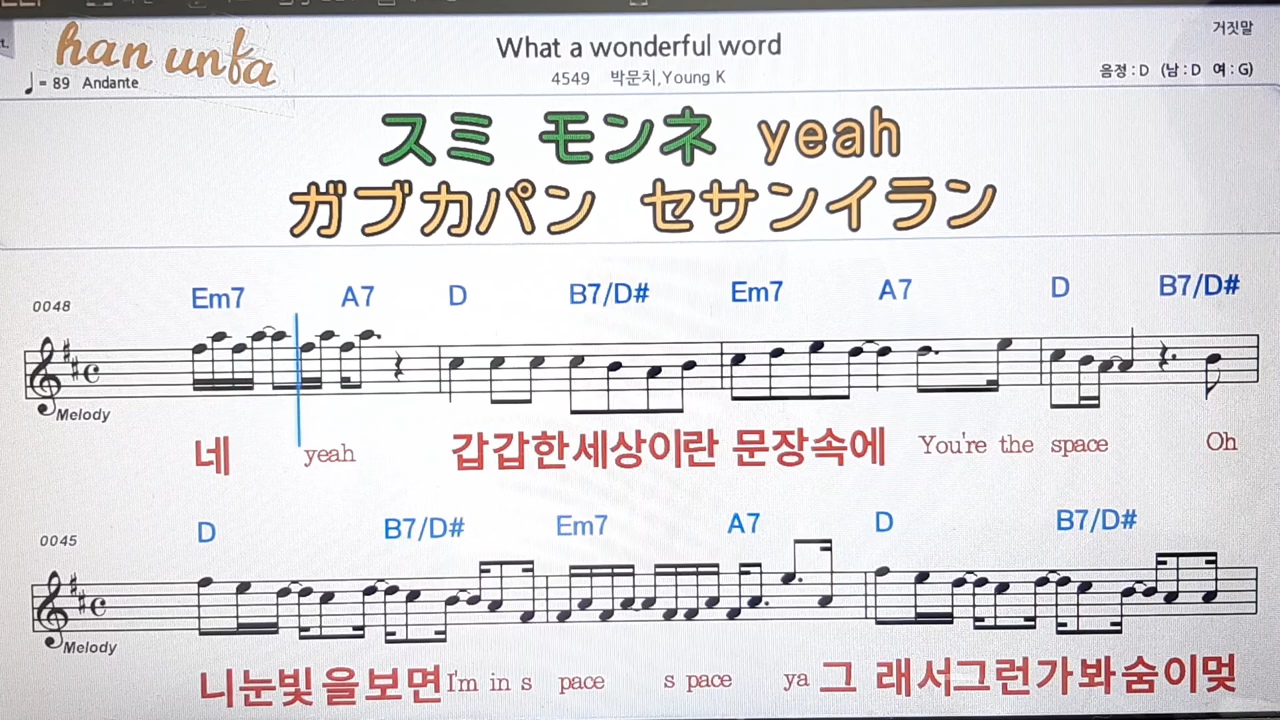 거짓말
han unfa
What a wonderful word
♩= 89 Andante
4549 박문치,Young K
음정 : D (남 : D 여 : G)
スミ モンネ yeah
ガブカパン セサンイラン
0048
Em7 A7 D B7/D# Em7 A7 D B7/D#
Melody
네 yeah 갑갑한세상이란 문장속에 You're the space Oh
0045
D B7/D# Em7 A7 D B7/D#
Melody
니눈빛을보면 I'm in s pace s pace ya 그 래서그런가봐숨이멎